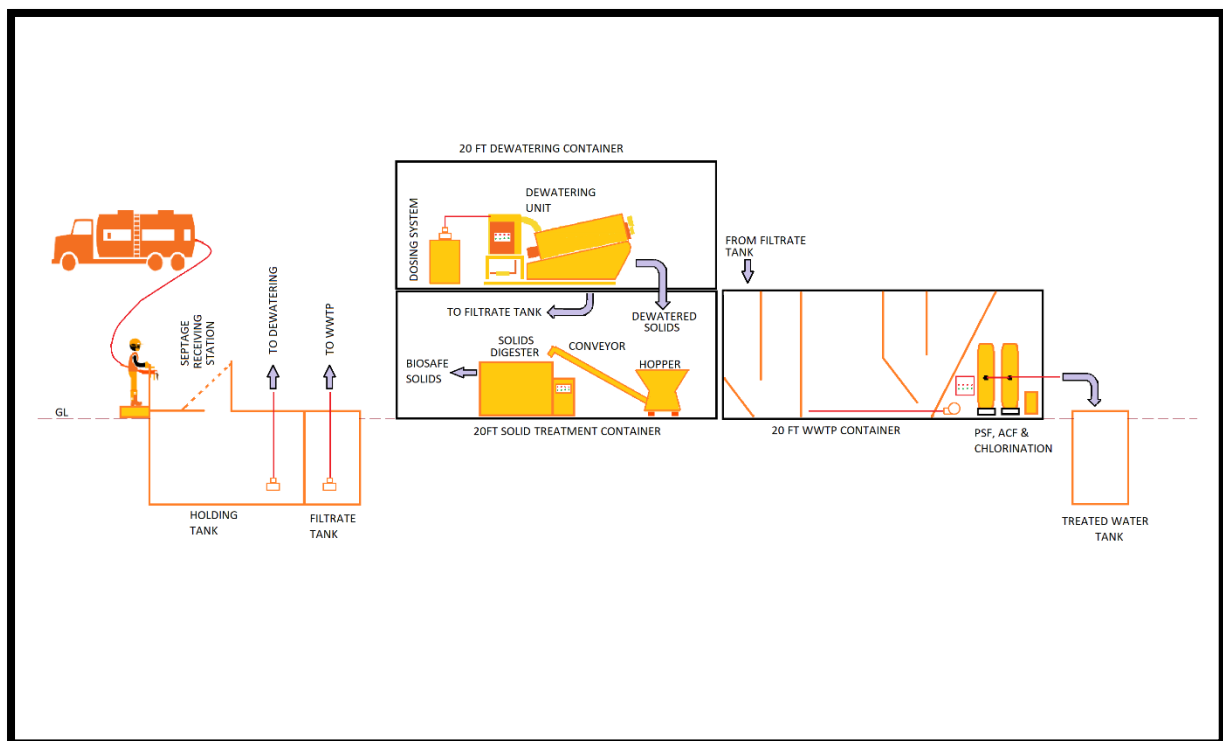 20 FT DEWATERING CONTAINER
DOSING SYSTEM
DEWATERING
UNIT
FROM FILTRATE
TANK
SEPTAGE
RECEIVING
STATION
TO DEWATERING
TO WWTP
TO FILTRATE TANK
DEWATERED
SOLIDS
BIOSAFE
SOLIDS
SOLIDS
DIGESTER
CONVEYOR
HOPPER
GL
20FT SOLID TREATMENT CONTAINER
20 FT WWTP CONTAINER
PSF, ACF &
CHLORINATION
HOLDING
TANK
FILTRATE
TANK
TREATED WATER
TANK